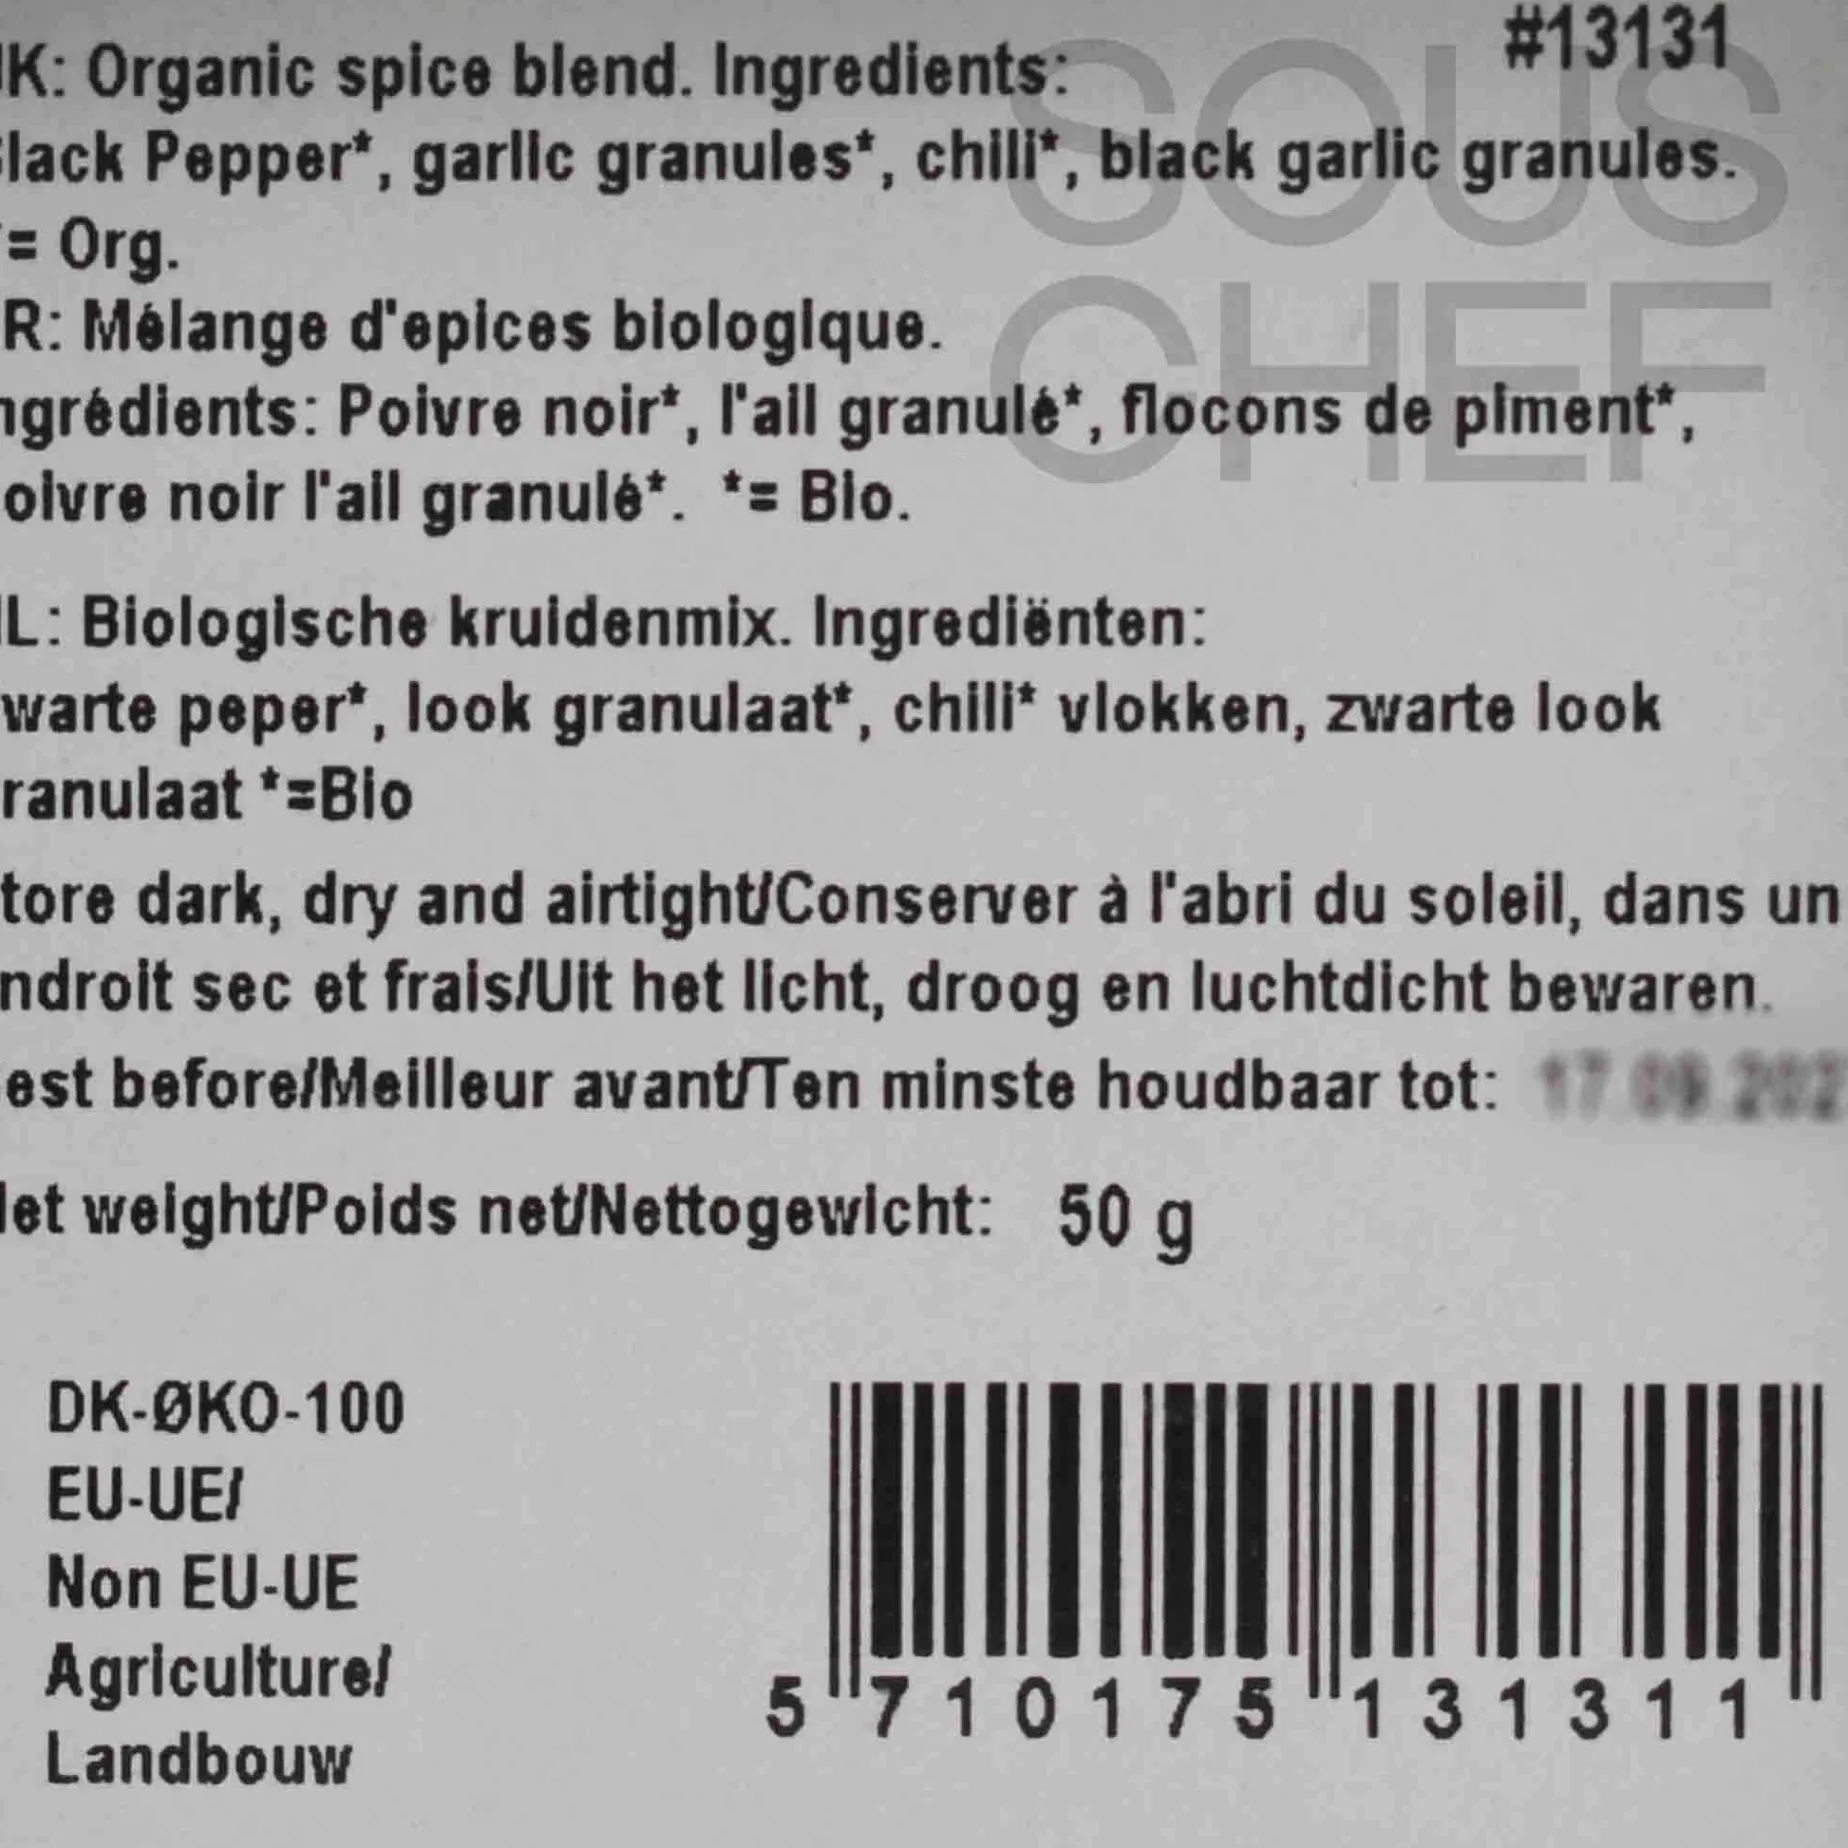 #13131
K: Organic spice blend. Ingredients:
lack Pepper*, garlic granules*, chili*, black garlic granules.
= Org.
R: Mélange d'epices biologique.
ngrédients: Poivre noir*, l'ail granulé*, flocons de piment*,
oivre noir l'ail granulé*. *= Bio.
L: Biologische kruidenmix. Ingrediënten:
warte peper*, look granulaat*, chili* vlokken, zwarte look
ranulaat *=Bio
tore dark, dry and airtight/Conserver à l'abri du soleil, dans un
ndroit sec et frais/Uit het licht, droog en luchtdicht bewaren.
est before/Meilleur avant/Ten minste houdbaar tot:
et weight/Poids net/Nettogewicht: 50 g
DK-ØKO-100
EU-UE/
Non EU-UE
Agriculture/
Landbouw
5 710175 131311
SOUS
CHEF